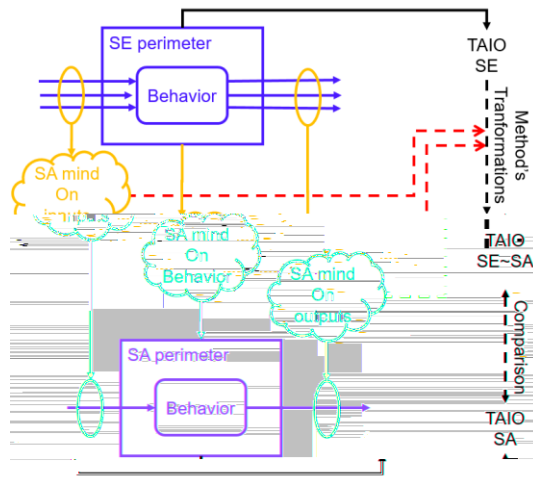 SE perimeter
TAIO
SE
Behavior
Method's
Tranformations
SA mind
On
SA mind
On
Behavior
TAIO
SE~SA
SA mind
On
outputs
Comparison
SA perimeter
Behavior
TAIO
SA